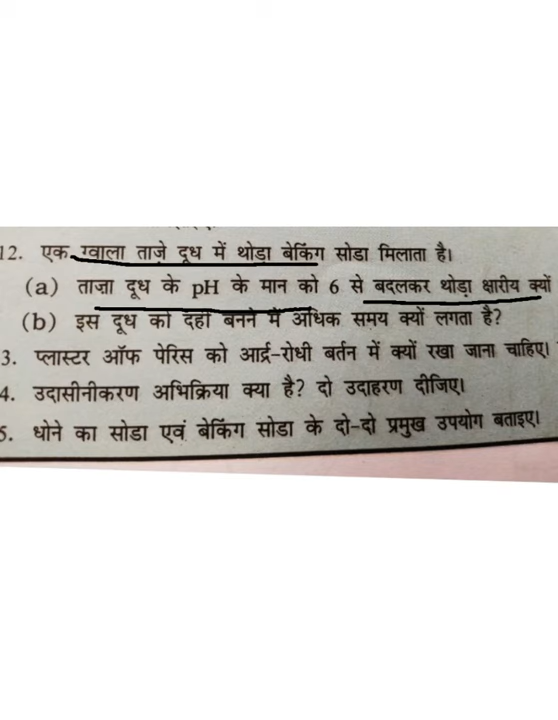 12. एक ग्वाला ताज़े दूध में थोडा बेकिंग सोडा मिलाता है।
(a) ताज़ा दूध के pH के मान को 6 से बदलकर थोड़ा क्षारीय क्यों
(b) इस दूध को दही बनने में अधिक समय क्यों लगता है?
3. प्लास्टर ऑफ पेरिस को आर्द्र-रोधी बर्तन में क्यों रखा जाना चाहिए।
4. उदासीनीकरण अभिक्रिया क्या है? दो उदाहरण दीजिए।
5. धोने का सोडा एवं बेकिंग सोडा के दो-दो प्रमुख उपयोग बताइए।